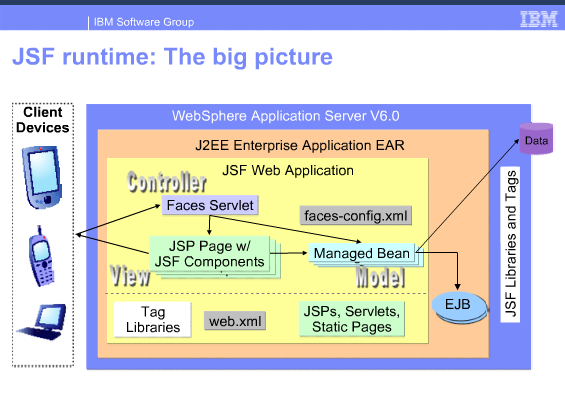 IBM Software Group
IBM
JSF runtime: The big picture
Client
Devices
WebSphere Application Server V6.0
J2EE Enterprise Application EAR
JSF Web Application
Controller
Faces Servlet
faces-config.xml
JSP Page w/
JSF Components
Managed Bean
View
Model
Tag
Libraries
web.xml
JSPs, Servlets,
Static Pages
EJB
Data
JSF Libraries and Tags